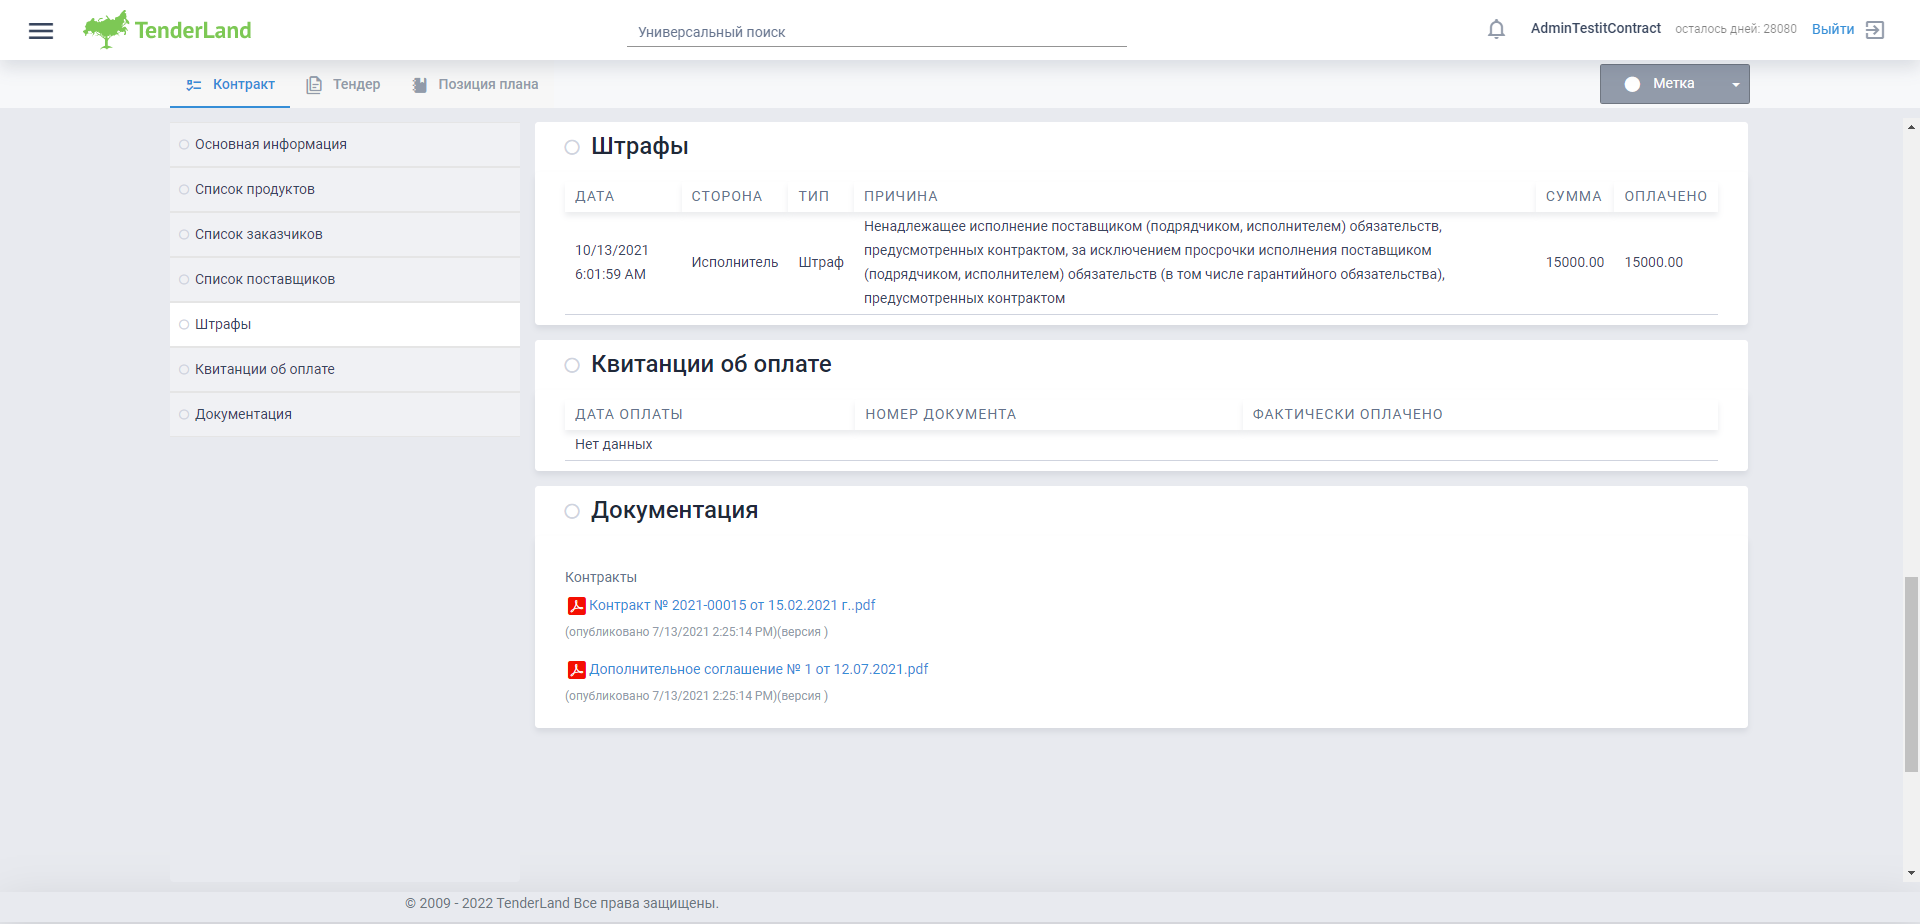 TenderLand
Универсальный поиск
AdminTestitContract осталось дней: 28080 Выйти
Контракт Тендер Позиция плана
Метка
Основная информация
Список продуктов
Список заказчиков
Список поставщиков
Штрафы
Квитанции об оплате
Документация
Штрафы
ДАТА СТОРОНА ТИП ПРИЧИНА СУММА ОПЛАЧЕНО
10/13/2021
6:01:59 AM
Исполнитель
Штраф
Ненадлежащее исполнение поставщиком (подрядчиком, исполнителем) обязательств,
предусмотренных контрактом, за исключением просрочки исполнения поставщиком
(подрядчиком, исполнителем) обязательств (в том числе гарантийного обязательства),
предусмотренных контрактом
15000.00 15000.00
Квитанции об оплате
ДАТА ОПЛАТЫ НОМЕР ДОКУМЕНТА ФАКТИЧЕСКИ ОПЛАЧЕНО
Нет данных
Документация
Контракты
Контракт № 2021-00015 от 15.02.2021 г..pdf
(опубликовано 7/13/2021 2:25:14 PM)(версия )
Дополнительное соглашение № 1 от 12.07.2021.pdf
(опубликовано 7/13/2021 2:25:14 PM)(версия )
© 2009 - 2022 TenderLand Все права защищены.